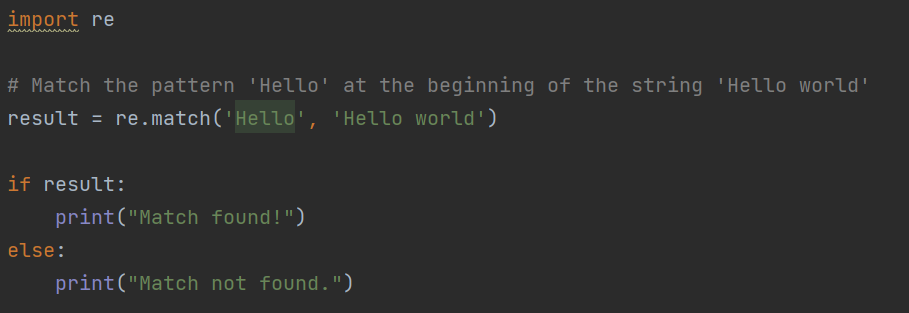 import re

# Match the pattern 'Hello' at the beginning of the string 'Hello world'
result = re.match('Hello', 'Hello world')

if result:
    print("Match found!")
else:
    print("Match not found.")